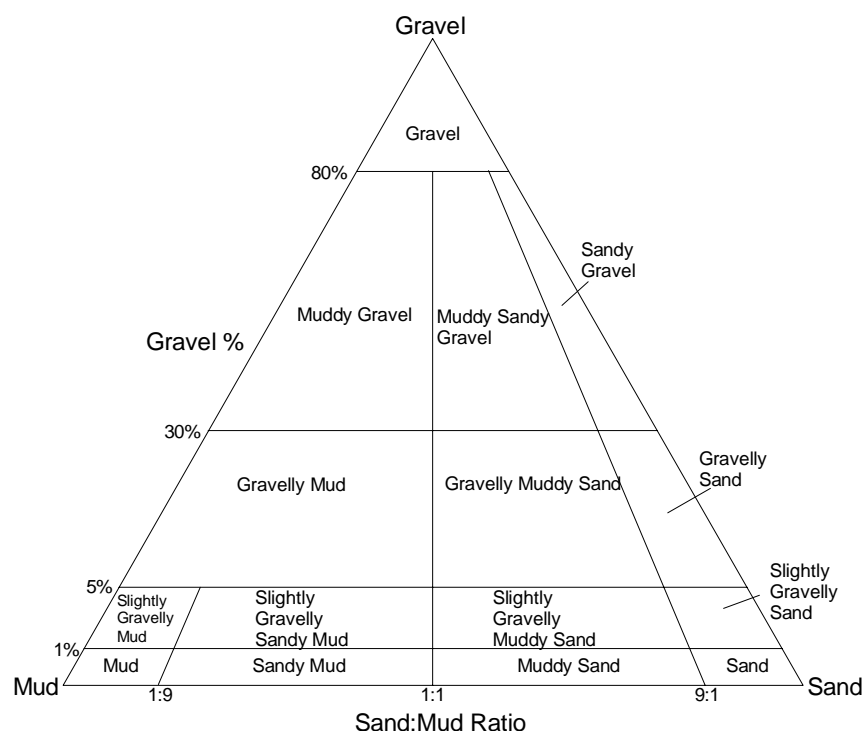 Gravel
Gravel
80%
Sandy
Gravel
Muddy Gravel
Muddy Sandy
Gravel
Gravel %
30%
Gravelly
Sand
Gravelly Mud
Gravelly Muddy Sand
5%
Slightly
Gravelly
Mud
Slightly
Gravelly
Sandy Mud
Slightly
Gravelly
Muddy Sand
Slightly
Gravelly
Sand
1%
Mud
Sandy Mud
Muddy Sand
Sand
Mud
1:9
1:1
9:1
Sand
Sand:Mud Ratio